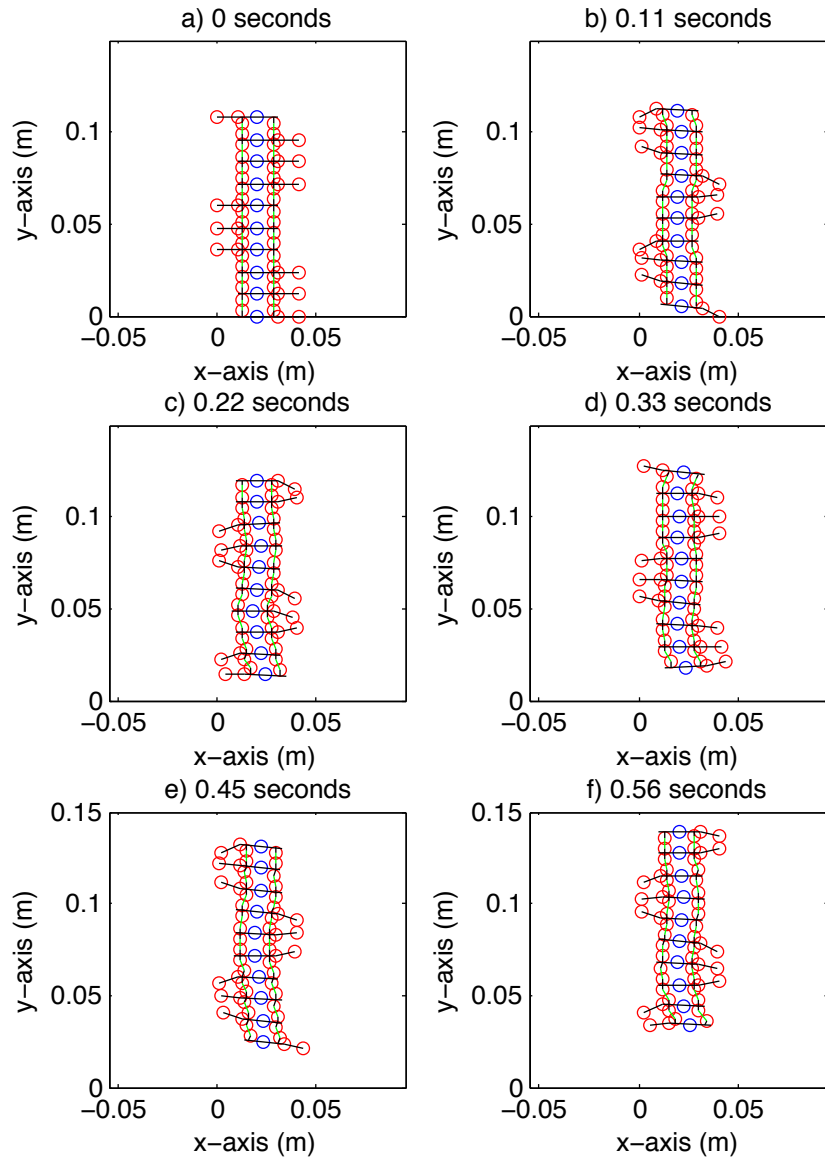 a) 0 seconds
b) 0.11 seconds
y−axis (m)
0.1
0.05
0
−0.05
0
0.05
x−axis (m)
y−axis (m)
0.1
0.05
0
−0.05
0
0.05
x−axis (m)
c) 0.22 seconds
d) 0.33 seconds
y−axis (m)
0.1
0.05
0
−0.05
0
0.05
x−axis (m)
y−axis (m)
0.1
0.05
0
−0.05
0
0.05
x−axis (m)
e) 0.45 seconds
f) 0.56 seconds
y−axis (m)
0.15
0.1
0.05
0
−0.05
0
0.05
x−axis (m)
y−axis (m)
0.15
0.1
0.05
0
−0.05
0
0.05
x−axis (m)